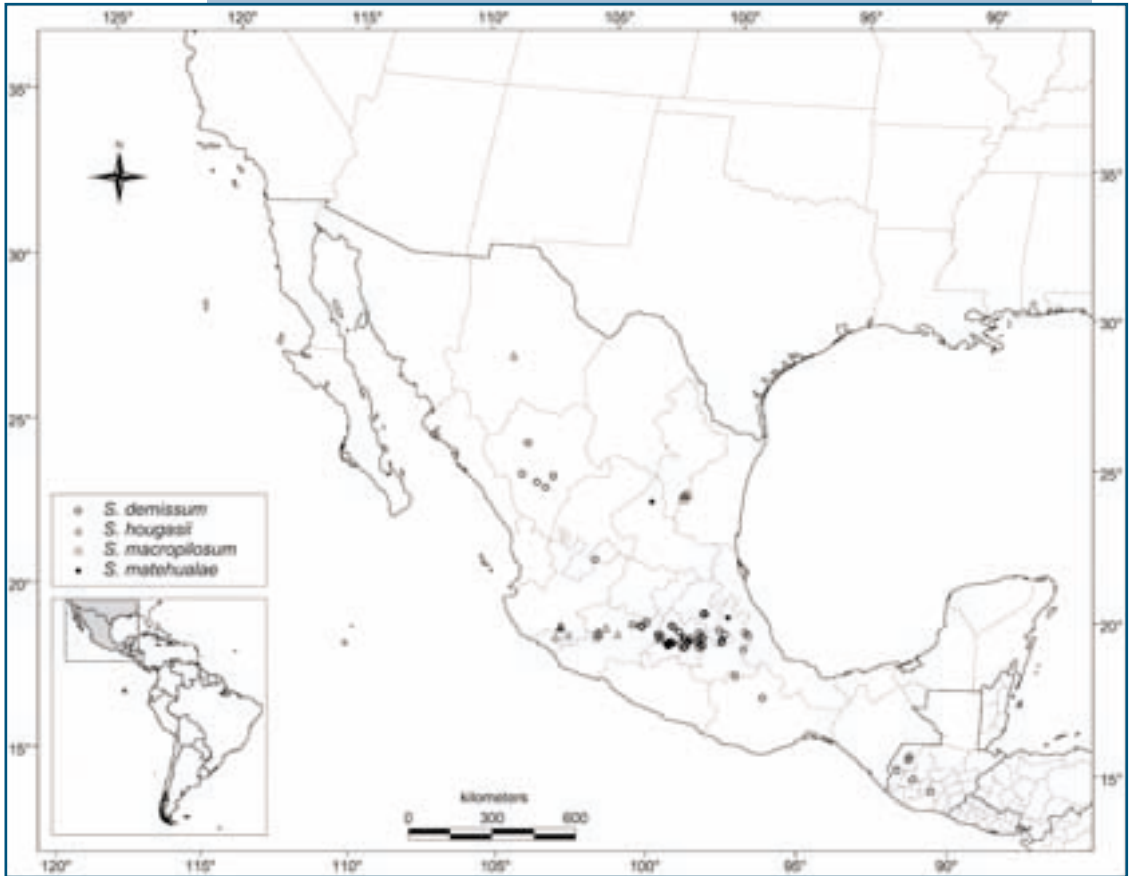 125° 120° 115° 110° 105° 100° 95° 90°
35°
N
35°
30°
30°
25°
25°
S. demissum
S. hougasii
S. macropilosum
S. matehualae
20°
20°
15°
15°
kilometers
0 300 600
120° 115° 110° 105° 100° 95° 90°